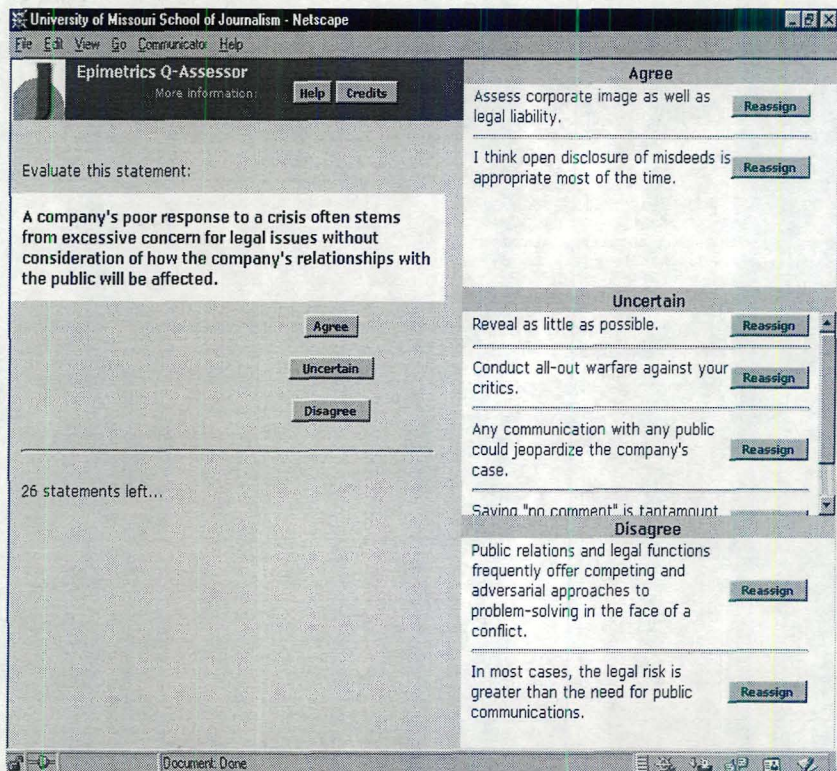 University of Missouri School of Journalism - Netscape
File Edit View Go Communicator Help
Epimetrics Q-Assessor
More information:
Help
Credits
Evaluate this statement:
A company's poor response to a crisis often stems
from excessive concern for legal issues without
consideration of how the company's relationships with
the public will be affected.
Agree
Uncertain
Disagree
26 statements left...
Agree
Assess corporate image as well as
legal liability.
Reassign
I think open disclosure of misdeeds is
appropriate most of the time.
Reassign
Uncertain
Reveal as little as possible.
Reassign
Conduct all-out warfare against your
critics.
Reassign
Any communication with any public
could jeopardize the company's
case.
Reassign
Saying "no comment" is tantamount
Disagree
Public relations and legal functions
frequently offer competing and
adversarial approaches to
problem-solving in the face of a
conflict.
Reassign
In most cases, the legal risk is
greater than the need for public
communications.
Reassign
Document: Done